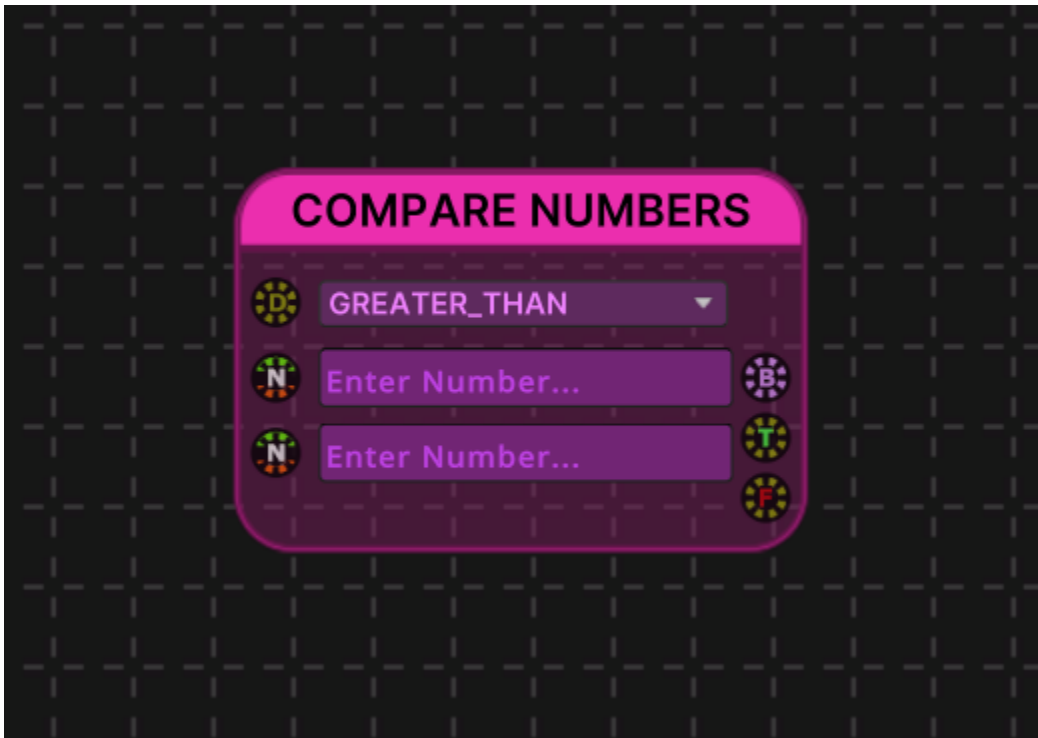 COMPARE NUMBERS
D GREATER_THAN
N Enter Number... B
T
N Enter Number...
F